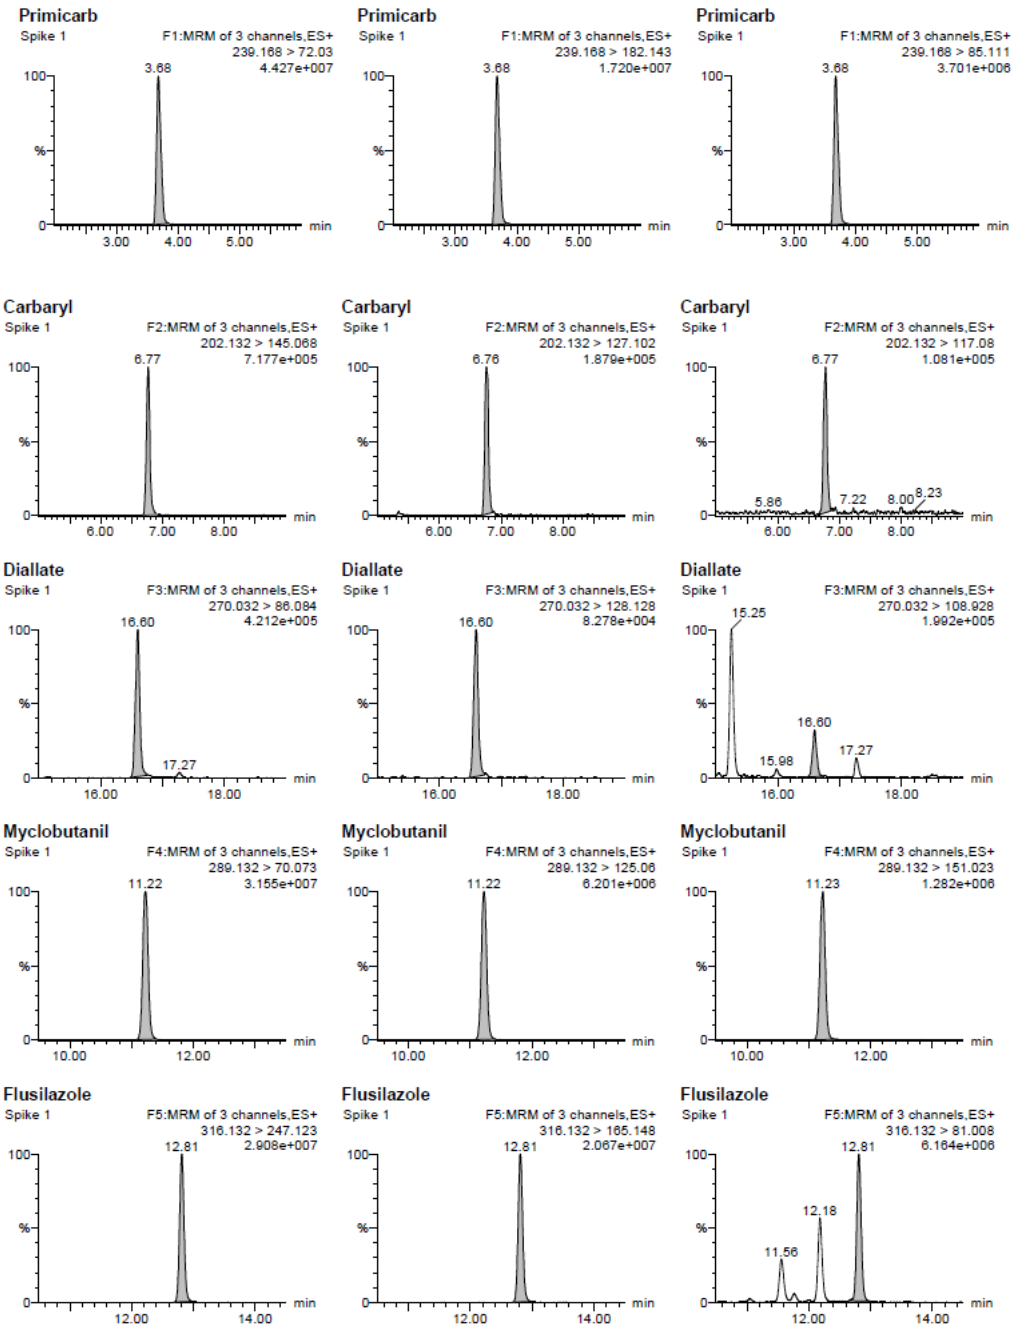 Primicarb
Spike 1
F1:MRM of 3 channels,ES+
239.168 > 72.03
4.427e+007
3.68
100
%
0
3.00 4.00 5.00 min
Primicarb
Spike 1
F1:MRM of 3 channels,ES+
239.168 > 182.143
1.720e+007
3.68
100
%
0
3.00 4.00 5.00 min
Primicarb
Spike 1
F1:MRM of 3 channels,ES+
239.168 > 85.111
3.701e+006
3.68
100
%
0
3.00 4.00 5.00 min
Carbaryl
Spike 1
F2:MRM of 3 channels,ES+
202.132 > 145.068
7.177e+005
6.77
100
%
0
6.00 7.00 8.00 min
Carbaryl
Spike 1
F2:MRM of 3 channels,ES+
202.132 > 127.102
1.879e+005
6.76
100
%
0
6.00 7.00 8.00 min
Carbaryl
Spike 1
F2:MRM of 3 channels,ES+
202.132 > 117.08
1.081e+005
6.77
100
%
5.86 7.22 8.00 8.23
0
6.00 7.00 8.00 min
Diallate
Spike 1
F3:MRM of 3 channels,ES+
270.032 > 86.084
4.212e+005
16.60
100
%
17.27
0
16.00 18.00 min
Diallate
Spike 1
F3:MRM of 3 channels,ES+
270.032 > 128.128
8.278e+004
16.60
100
%
0
16.00 18.00 min
Diallate
Spike 1
F3:MRM of 3 channels,ES+
270.032 > 108.928
1.992e+005
15.25
100
%
16.60
15.98 17.27
0
16.00 18.00 min
Myclobutanil
Spike 1
F4:MRM of 3 channels,ES+
289.132 > 70.073
3.155e+007
11.22
100
%
0
10.00 12.00 min
Myclobutanil
Spike 1
F4:MRM of 3 channels,ES+
289.132 > 125.06
6.201e+006
11.22
100
%
0
10.00 12.00 min
Myclobutanil
Spike 1
F4:MRM of 3 channels,ES+
289.132 > 151.023
1.282e+006
11.23
100
%
0
10.00 12.00 min
Flusilazole
Spike 1
F5:MRM of 3 channels,ES+
316.132 > 247.123
2.908e+007
12.81
100
%
0
12.00 14.00 min
Flusilazole
Spike 1
F5:MRM of 3 channels,ES+
316.132 > 165.148
2.067e+007
12.81
100
%
0
12.00 14.00 min
Flusilazole
Spike 1
F5:MRM of 3 channels,ES+
316.132 > 81.008
6.164e+006
12.81
100
12.18
%
11.56
0
12.00 14.00 min